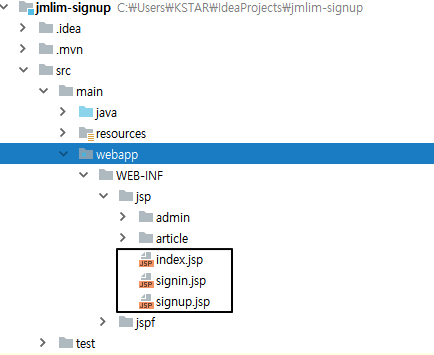 jmlim-signup C:₩Users₩KSTAR₩IdeaProjects₩jmlim-signup
.idea
.mvn
src
main
java
resources
webapp
WEB-INF
jsp
admin
article
JSP index.jsp
JSP signin.jsp
JSP signup.jsp
jspf
test